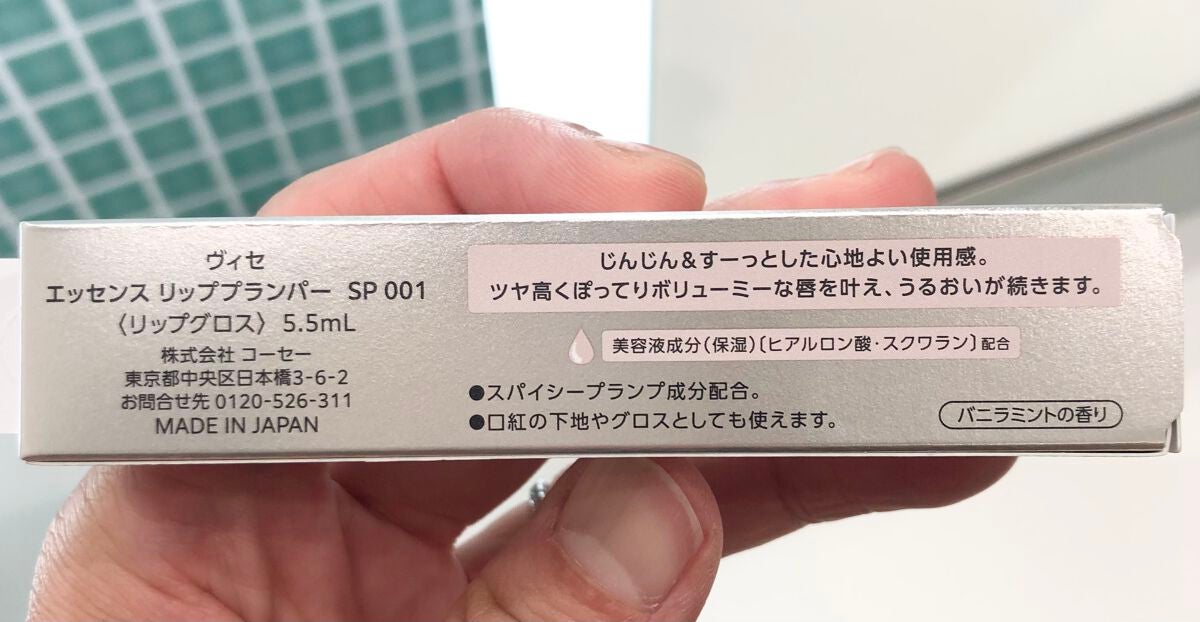 ヴィセ
エッセンス リッププランパー SP 001
〈リップグロス〉 5.5mL
株式会社 コーセー
東京都中央区日本橋3-6-2
お問合せ先 0120-526-311
MADE IN JAPAN
じんじん&すーっとした心地よい使用感。
ツヤ高くぽってりボリューミーな唇を叶え、うるおいが続きます。
美容液成分(保湿)〔ヒアルロン酸・スクワラン〕配合
●スパイシープランプ成分配合。
●口紅の下地やグロスとしても使えます。
バニラミントの香り